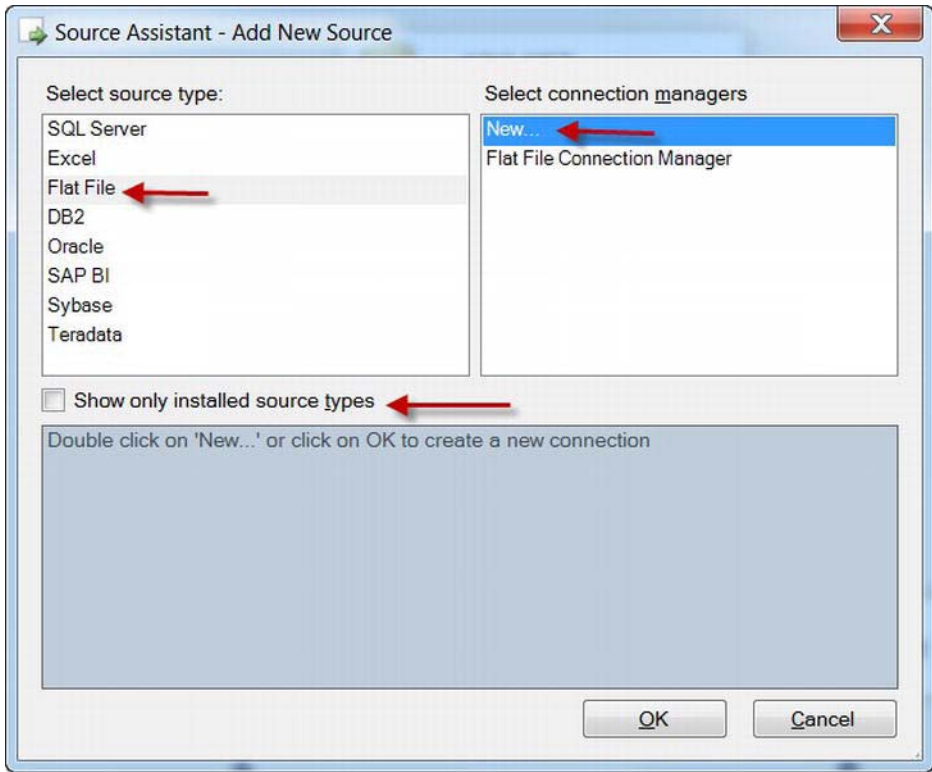 Source Assistant - Add New Source
Select source type:
SQL Server
Excel
Flat File
DB2
Oracle
SAP BI
Sybase
Teradata
Select connection managers
New...
Flat File Connection Manager
Show only installed source types
Double click on 'New...' or click on OK to create a new connection
OK
Cancel